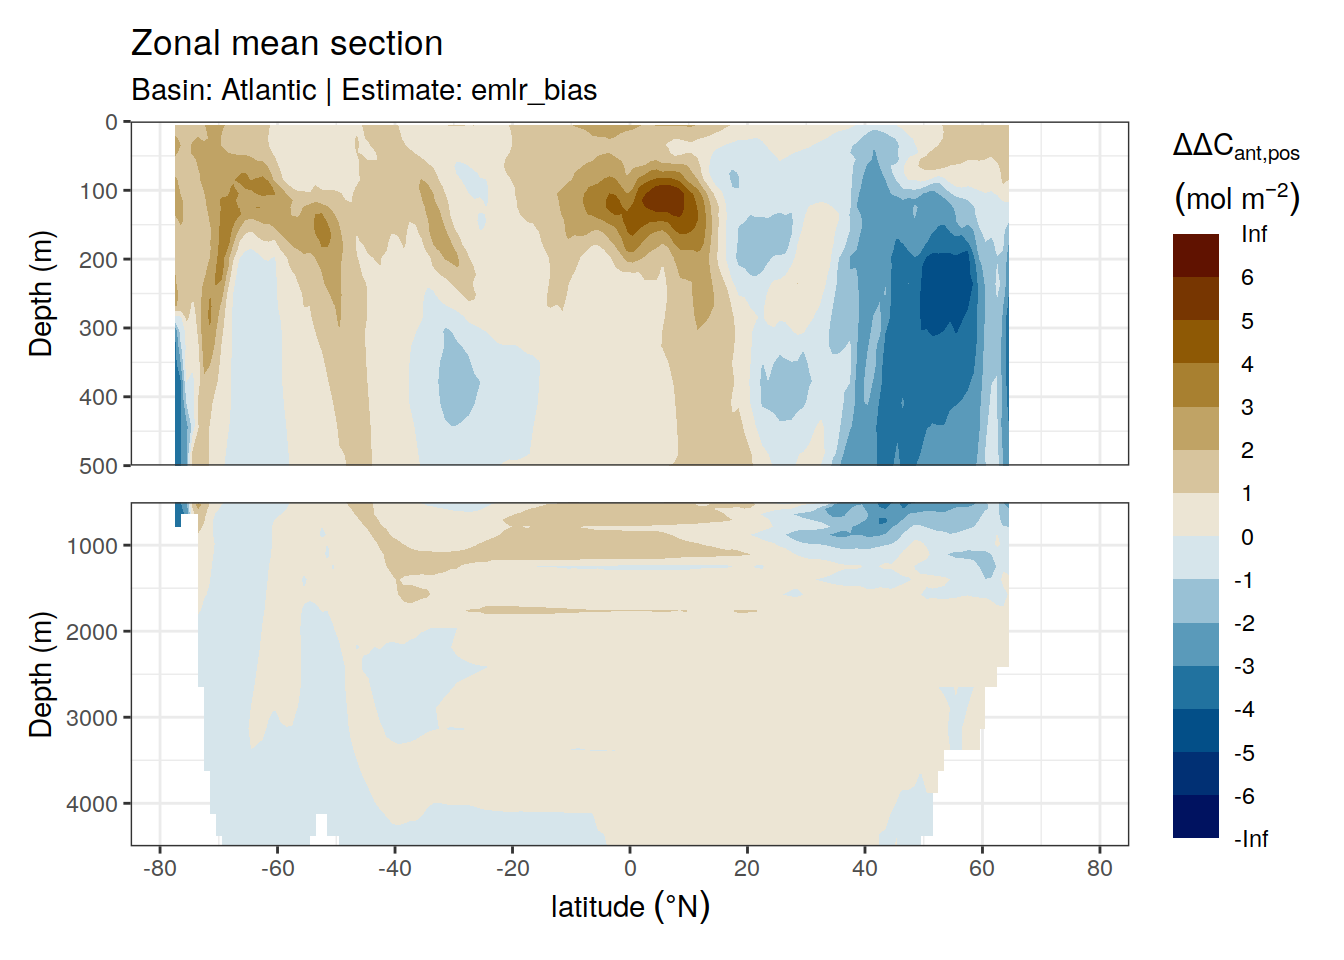 Zonal mean section
Basin: Atlantic | Estimate: emlr_bias
0
100
200
300
400
500
Depth (m)
1000
2000
3000
4000
Depth (m)
-80 -60 -40 -20 0 20 40 60 80
latitude (°N)
ΔΔCant,pos
(mol m−2)
Inf
6
5
4
3
2
1
0
-1
-2
-3
-4
-5
-6
-Inf